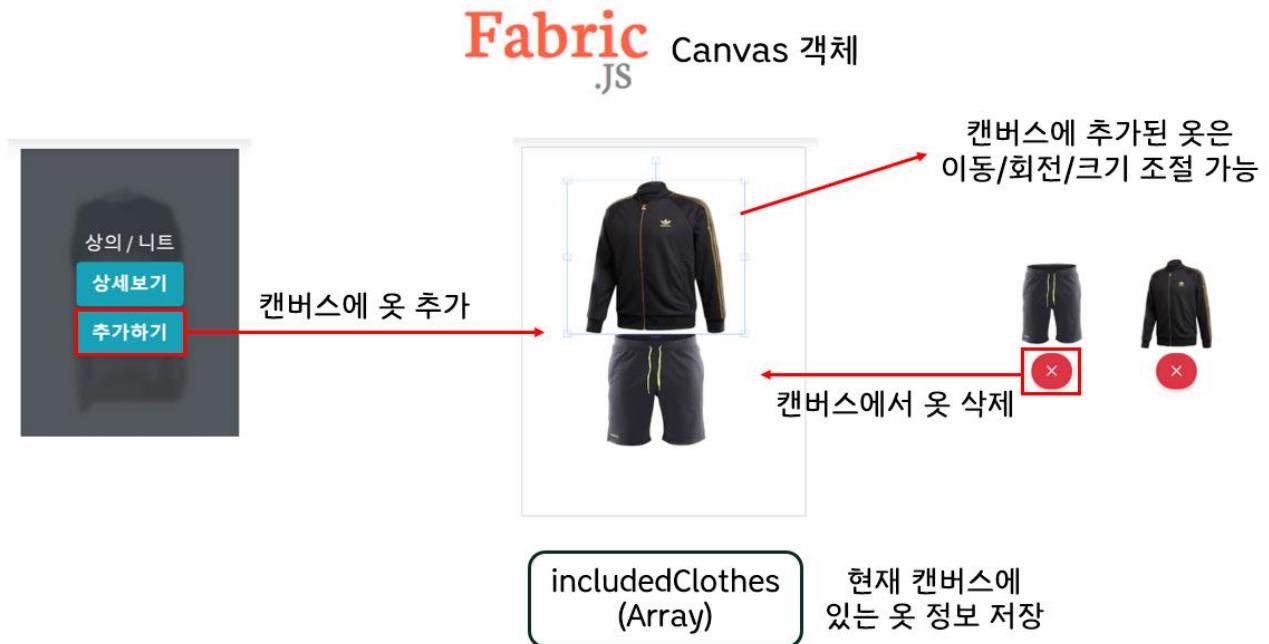 Fabric
.JS
Canvas 객체
캔버스에 추가된 옷은
이동/회전/크기 조절 가능
상의 / 니트
상세보기
추가하기
캔버스에 옷 추가
캔버스에서 옷 삭제
includedClothes
(Array)
현재 캔버스에
있는 옷 정보 저장